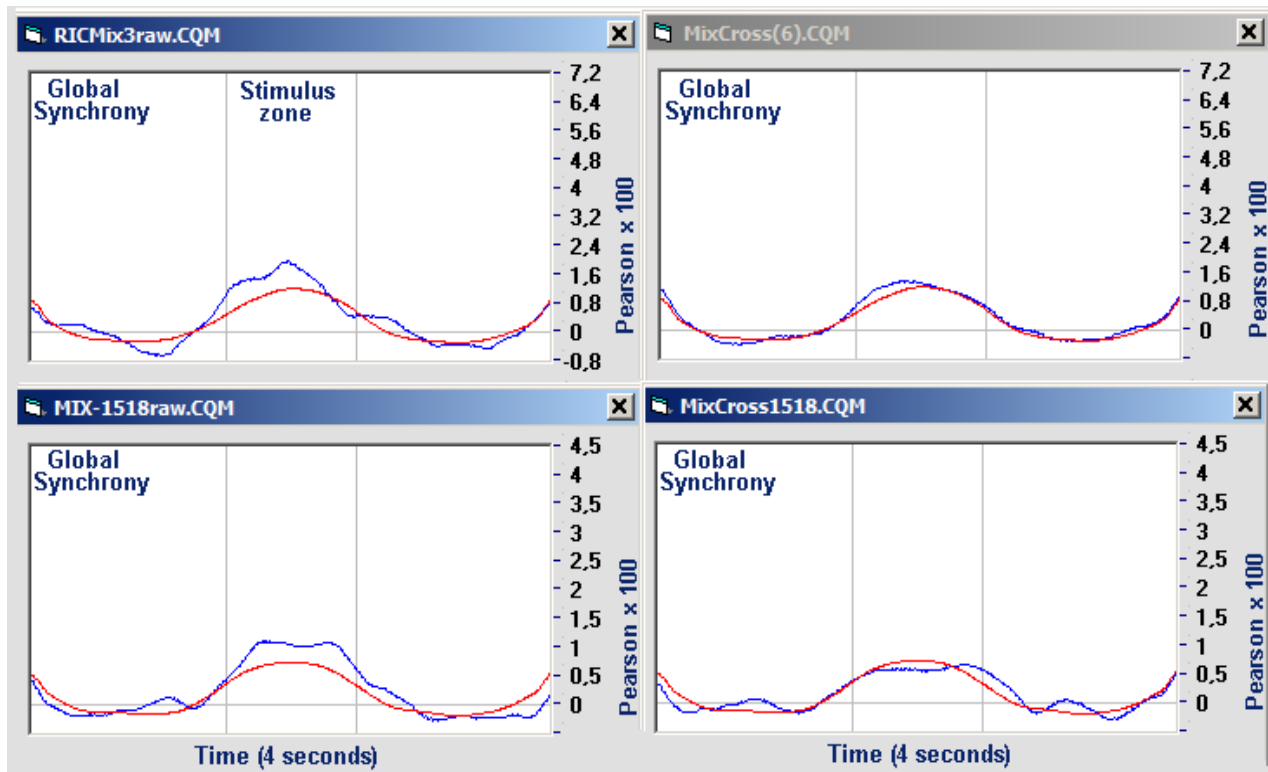 RICMix3raw.CQM
Global
Synchrony
Stimulus
zone
7,2
6,4
5,6
4,8
4
3,2
2,4
1,6
0,8
0
-0,8
Pearson x 100
MixCross(6).CQM
Global
Synchrony
7,2
6,4
5,6
4,8
4
3,2
2,4
1,6
0,8
0
Pearson x 100
MIX-1518raw.CQM
Global
Synchrony
4,5
4
3,5
3
2,5
2
1,5
1
0,5
0
Pearson x 100
Time (4 seconds)
MixCross1518.CQM
Global
Synchrony
4,5
4
3,5
3
2,5
2
1,5
1
0,5
0
Pearson x 100
Time (4 seconds)